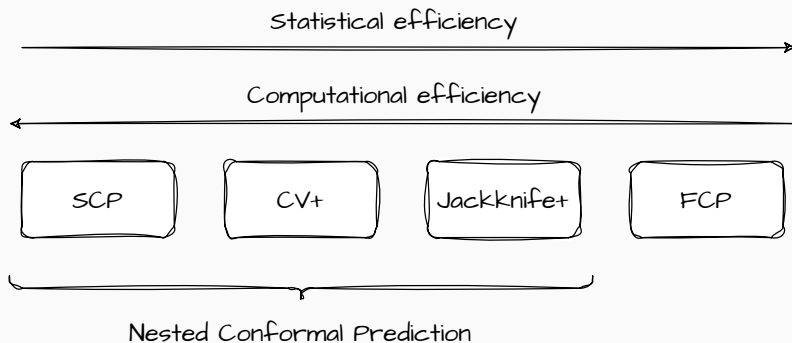 Statistical efficiency
Computational efficiency
SCP
CV+
Jackknife+
FCP
Nested Conformal Prediction